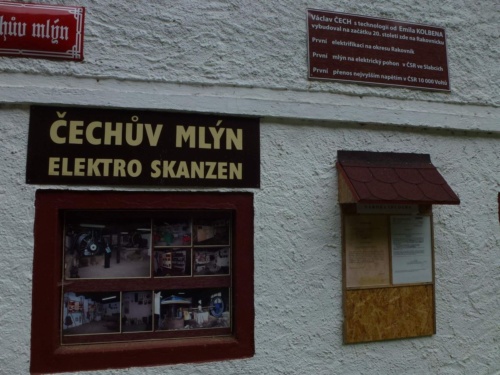 hův mlýn
Václav ČECH s technologií od Emila KOLBENA
vybudoval na začátku 20. století zde na Rakovnicku
První elektrifikaci na okrese Rakovník
První mlýn na elektrický pohon v ČSR ve Slabcích
První přenos nejvyšším napětím v ČSR 10 000 Voltů
ČECHŮV MLÝN
ELEKTRO SKANZEN